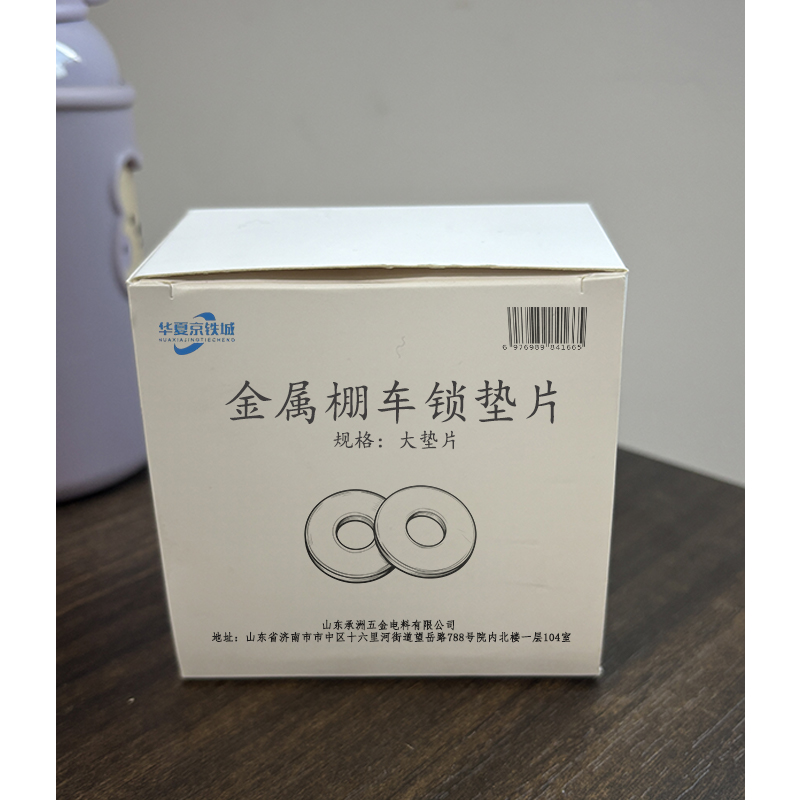 华夏京铁城
HUAXIAJINGTIECHENG
6 976989 841665
金属棚车锁垫片
规格：大垫片
山东承洲五金电料有限公司
地址：山东省济南市市中区十六里河街道望岳路788号院内北楼一层104室